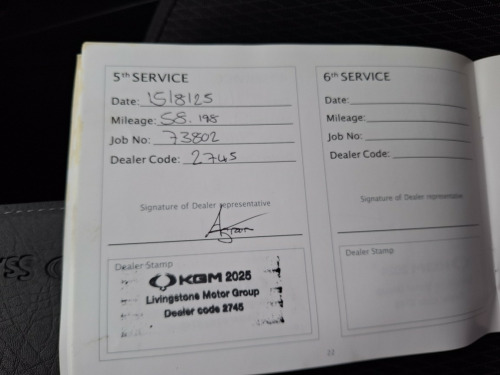 5th SERVICE
Date: 15/8/25
Mileage: 58.198
Job No: 73802
Dealer Code: 2745
Signature of Dealer representative
Dealer Stamp
KGM 2025
Livingstone Motor Group
Dealer code 2745
6th SERVICE
Date:
Mileage:
Job No:
Dealer Code:
Signature of Dealer representative
Dealer Stamp
22